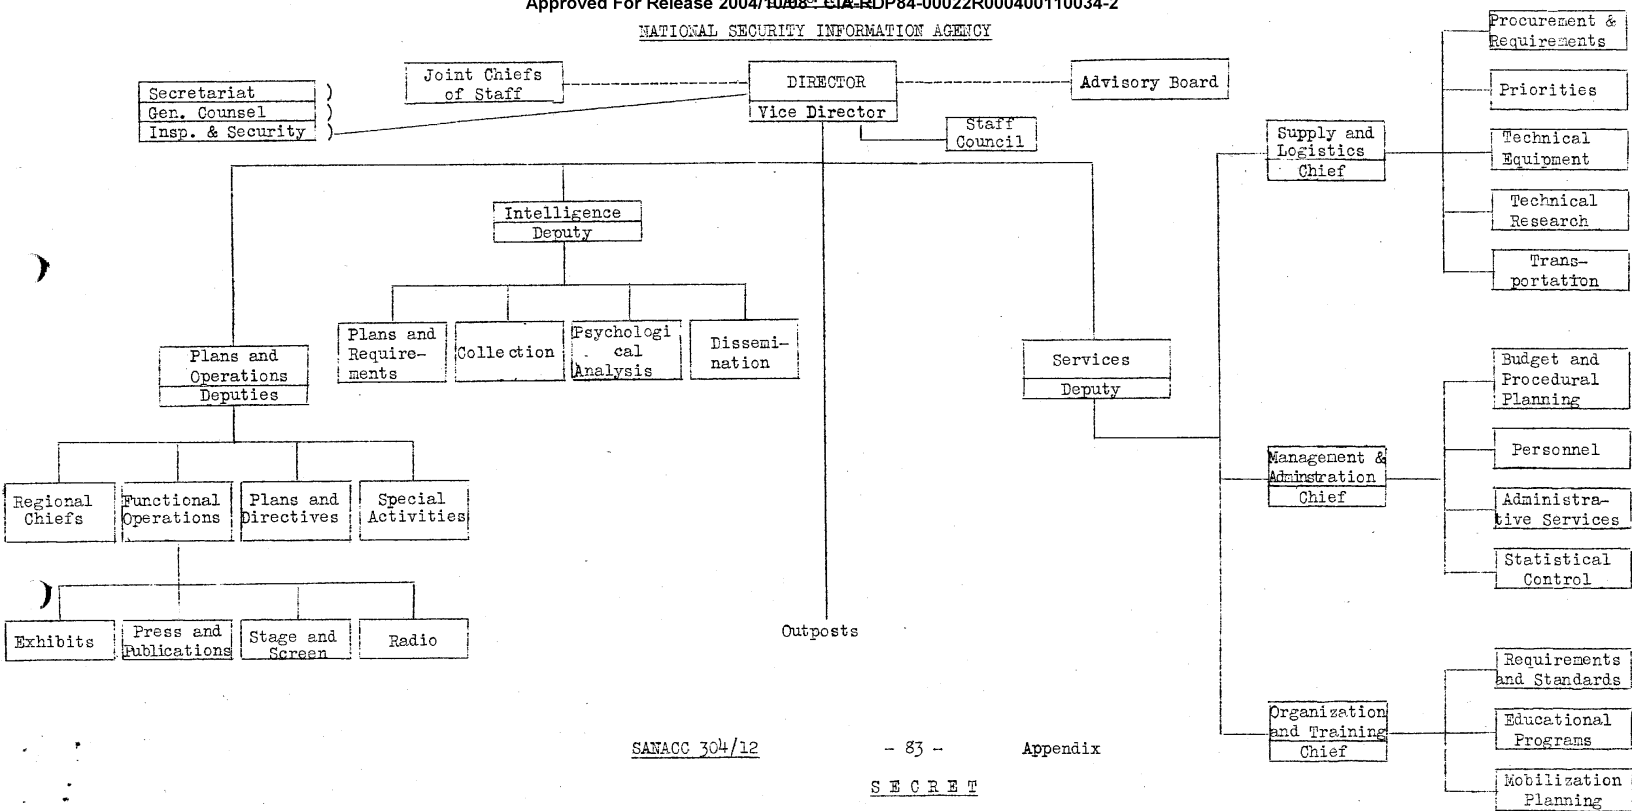 Approved For Release 2004/10/08 : CIA-RDP84-00022R000400110034-2
NATIONAL SECURITY INFORMATION AGENCY
Secretariat )
Gen. Counsel )
Insp. & Security )
Joint Chiefs
of Staff
DIRECTOR
Vice Director
Advisory Board
Staff
Council
Intelligence
Deputy
Plans and
Require-
ments
Collection
Psychologi
cal
Analysis
Dissemi-
nation
Plans and
Operations
Deputies
Regional
Chiefs
Functional
Operations
Plans and
Directives
Special
Activities
Exhibits
Press and
Publications
Stage and
Screen
Radio
Outposts
Services
Deputy
Supply and
Logistics
Chief
Procurement &
Requirements
Priorities
Technical
Equipment
Technical
Research
Trans-
portation
Management &
Adminstration
Chief
Budget and
Procedural
Planning
Personnel
Administra-
tive Services
Statistical
Control
Organization
and Training
Chief
Requirements
and Standards
Educational
Programs
Mobilization
Planning
SANACC 304/12
- 83 -
Appendix
S E C R E T